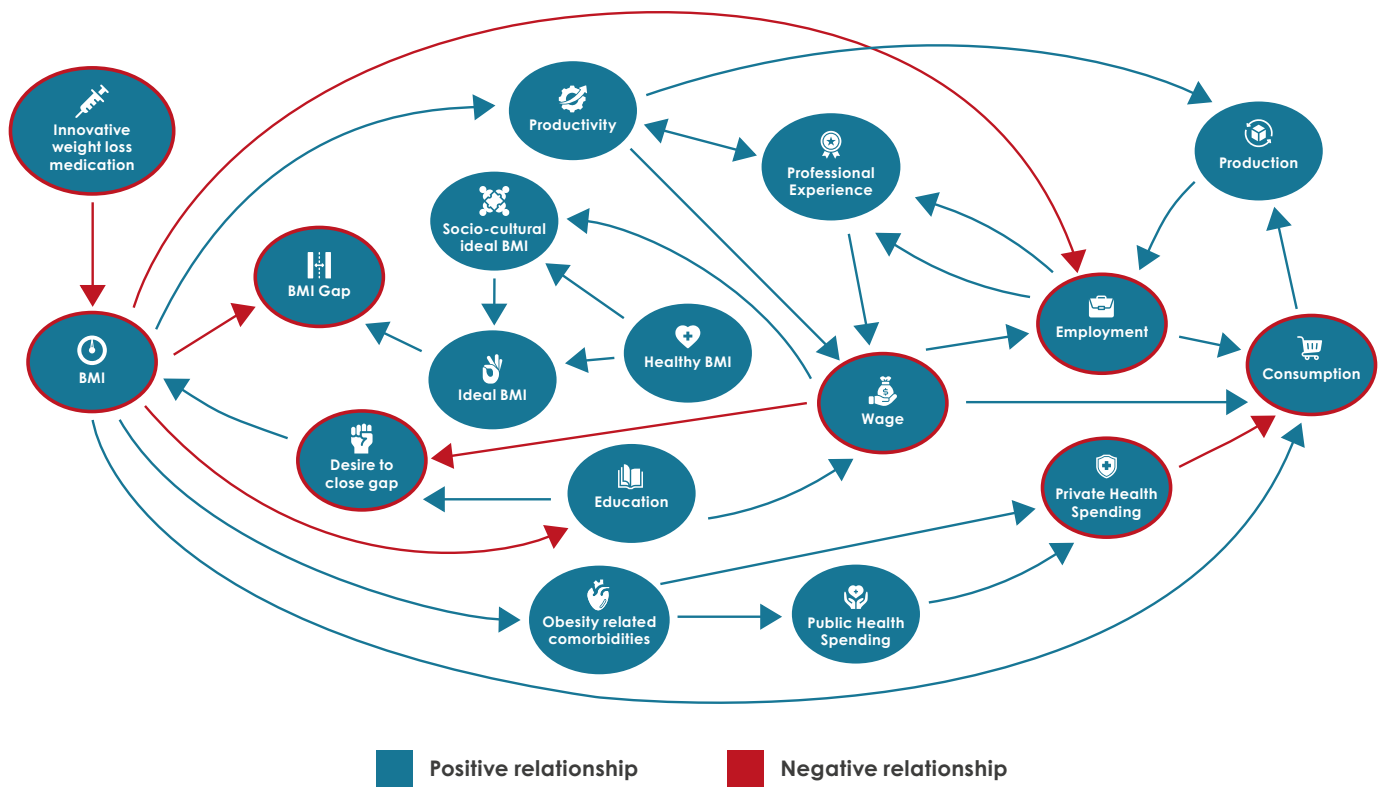 Innovative
weight loss
medication
Productivity
Production
Professional
Experience
Socio-cultural
ideal BMI
BMI Gap
Employment
Healthy BMI
BMI
Ideal BMI
Consumption
Wage
Desire to
close gap
Education
Private Health
Spending
$
Obesity related
comorbidities
Public Health
Spending
Positive relationship
Negative relationship